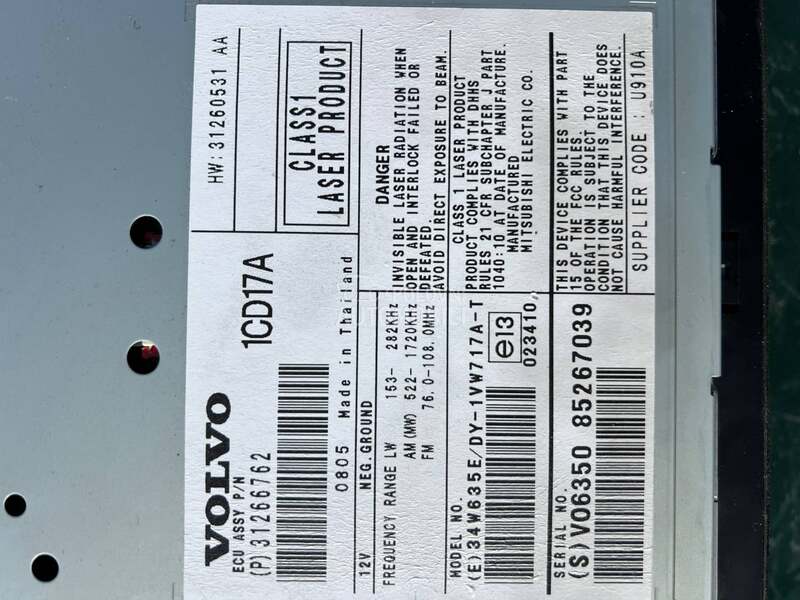 VOLVO
1CD17A
HW: 31260531 AA
ECU ASSY P/N
(P) 31266762
0805 Made in Thailand
CLASS1
LASER PRODUCT
12V NEG.GROUND
FREQUENCY RANGE LW 153- 282KHz
AM(MW) 522-1720KHz
FM 76.0-108.0MHz
DANGER
INVISIBLE LASER RADIATION WHEN
OPEN AND INTERLOCK FAILED OR
DEFEATED.
AVOID DIRECT EXPOSURE TO BEAM.
MODEL NO.
(E)34W635E/DY-1VW717A-T
e13
023410
CLASS 1 LASER PRODUCT
PRODUCT COMPLIES WITH DHHS
RULES 21 CFR SUBCHAPTER J PART
1040:10 AT DATE OF MANUFACTURE.
MANUFACTURED
MITSUBISHI ELECTRIC CO.
SERIAL NO.
(S)V06350 85267039
THIS DEVICE COMPLIES WITH PART
15 OF THE FCC RULES.
OPERATION IS SUBJECT TO THE
CONDITION THAT THIS DEVICE DOES
NOT CAUSE HARMFUL INTERFERENCE.
SUPPLIER CODE : U910A